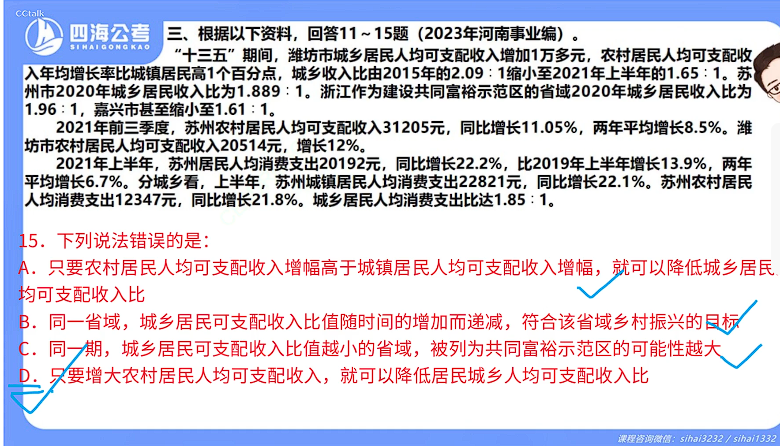 CCtalk
四海公考
SIHAIGONGKAO
三、根据以下资料，回答11～15题（2023年河南事业编）。
“十三五”期间，潍坊市城乡居民人均可支配收入增加1万多元，农村居民人均可支配收
入年均增长率比城镇居民高1个百分点，城乡收入比由2015年的2.09∶1缩小至2021年上半年的1.65∶1。苏
州市2020年城乡居民收入比为1.889∶1。浙江作为建设共同富裕示范区的省域2020年城乡居民收入比为
1.96∶1，嘉兴市甚至缩小至1.61∶1。
2021年前三季度，苏州农村居民人均可支配收入31205元，同比增长11.05%，两年平均增长8.5%。潍
坊市农村居民人均可支配收入20514元，增长12%。
2021年上半年，苏州居民人均消费支出20192元，同比增长22.2%，比2019年上半年增长13.9%，两年
平均增长6.7%。分城乡看，上半年，苏州城镇居民人均消费支出22821元，同比增长22.1%。苏州农村居民
人均消费支出12347元，同比增长21.8%。城乡居民人均消费支出比达1.85∶1。
15．下列说法错误的是：
A．只要农村居民人均可支配收入增幅高于城镇居民人均可支配收入增幅，就可以降低城乡居民
均可支配收入比
B．同一省域，城乡居民可支配收入比值随时间的增加而递减，符合该省域乡村振兴的目标
C．同一期，城乡居民可支配收入比值越小的省域，被列为共同富裕示范区的可能性越大
D．只要增大农村居民人均可支配收入，就可以降低居民城乡人均可支配收入比
课程咨询微信：sihai3232 / sihai1332